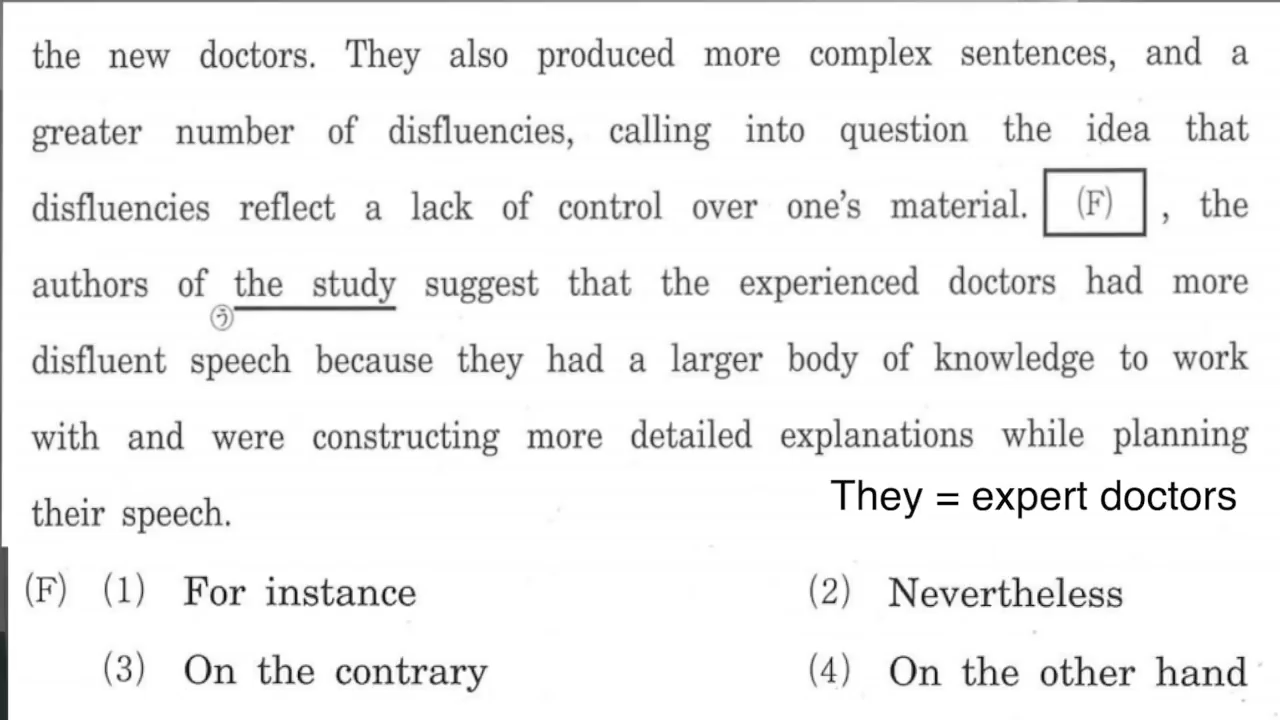 the new doctors. They also produced more complex sentences, and a
greater number of disfluencies, calling into question the idea that
disfluencies reflect a lack of control over one's material. (F) , the
authors of the study suggest that the experienced doctors had more
う
disfluent speech because they had a larger body of knowledge to work
with and were constructing more detailed explanations while planning
their speech.
They = expert doctors
(F) (1) For instance (2) Nevertheless
(3) On the contrary (4) On the other hand